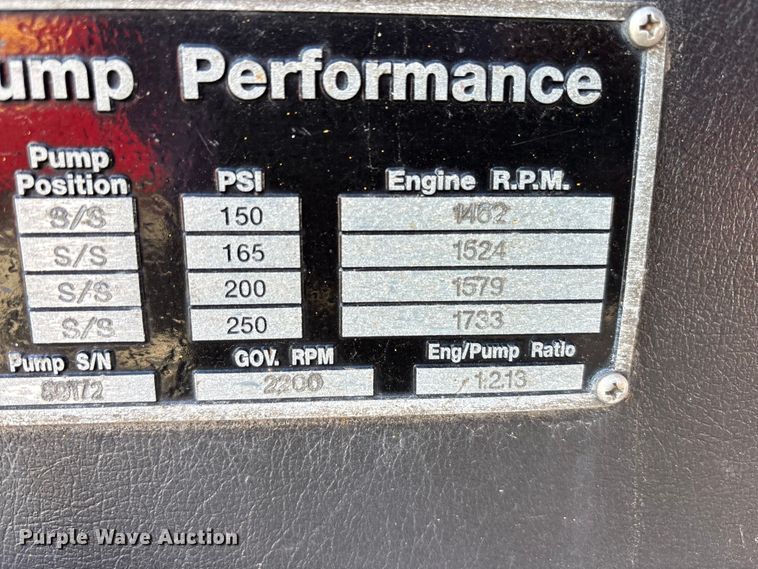 ump Performance
Pump Position PSI Engine R.P.M.
S/S 150 1462
S/S 165 1524
S/S 200 1579
S/S 250 1733
Pump S/N GOV. RPM Eng/Pump Ratio
2200 1:2.13
Purple Wave Auction